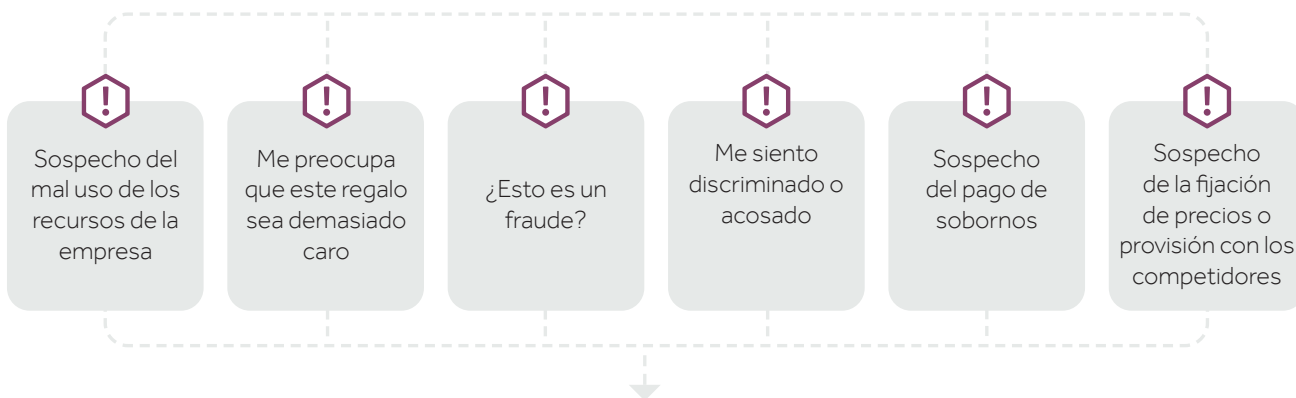 Sospecho del
mal uso de los
recursos de la
empresa
Me preocupa
que este regalo
sea demasiado
caro
¿Esto es un
fraude?
Me siento
discriminado o
acosado
Sospecho
del pago de
sobornos
Sospecho
de la fijación
de precios o
provisión con los
competidores